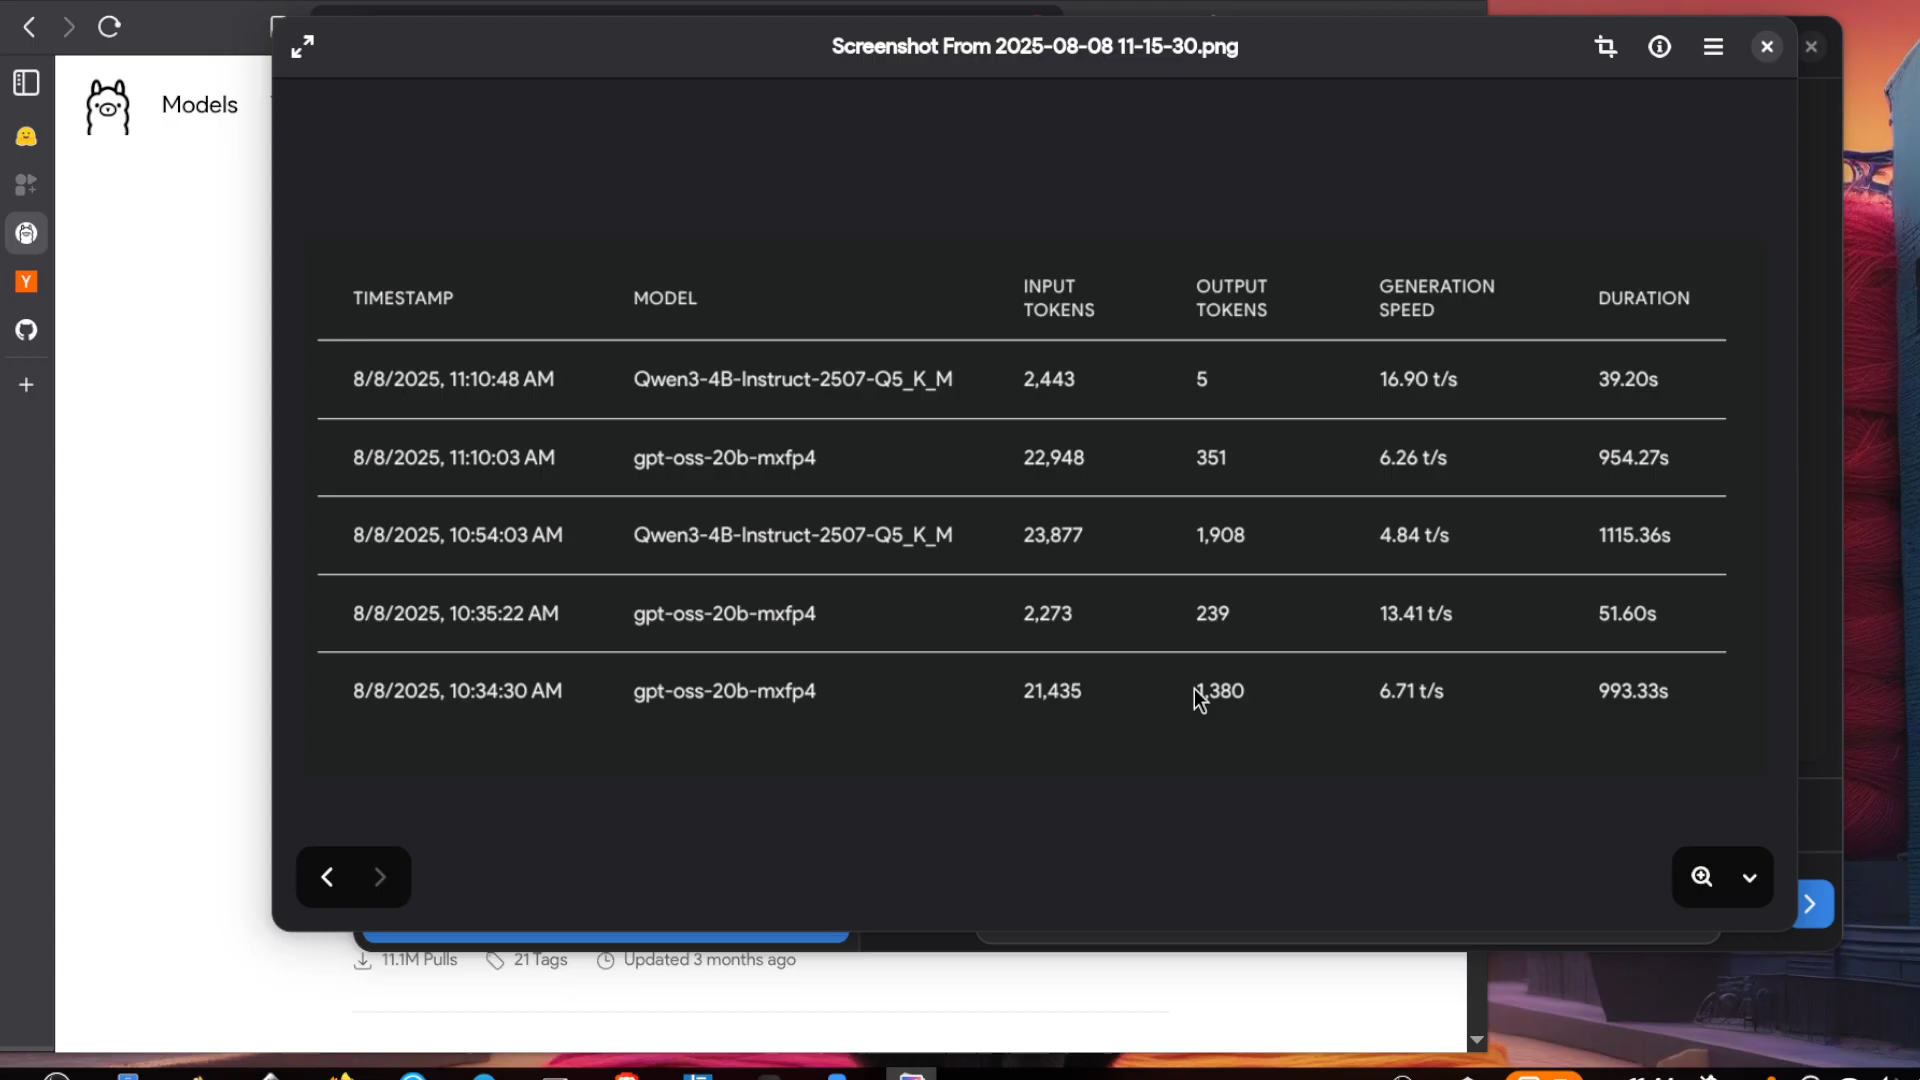 Screenshot From 2025-08-08 11-15-30.png
Models
TIMESTAMP MODEL INPUT TOKENS OUTPUT TOKENS GENERATION SPEED DURATION
8/8/2025, 11:10:48 AM Qwen3-4B-Instruct-2507-Q5_K_M 2,443 5 16.90 t/s 39.20s
8/8/2025, 11:10:03 AM gpt-oss-20b-mxfp4 22,948 351 6.26 t/s 954.27s
8/8/2025, 10:54:03 AM Qwen3-4B-Instruct-2507-Q5_K_M 23,877 1,908 4.84 t/s 1115.36s
8/8/2025, 10:35:22 AM gpt-oss-20b-mxfp4 2,273 239 13.41 t/s 51.60s
8/8/2025, 10:34:30 AM gpt-oss-20b-mxfp4 21,435 1,380 6.71 t/s 993.33s
11.1M Pulls 21 Tags Updated 3 months ago